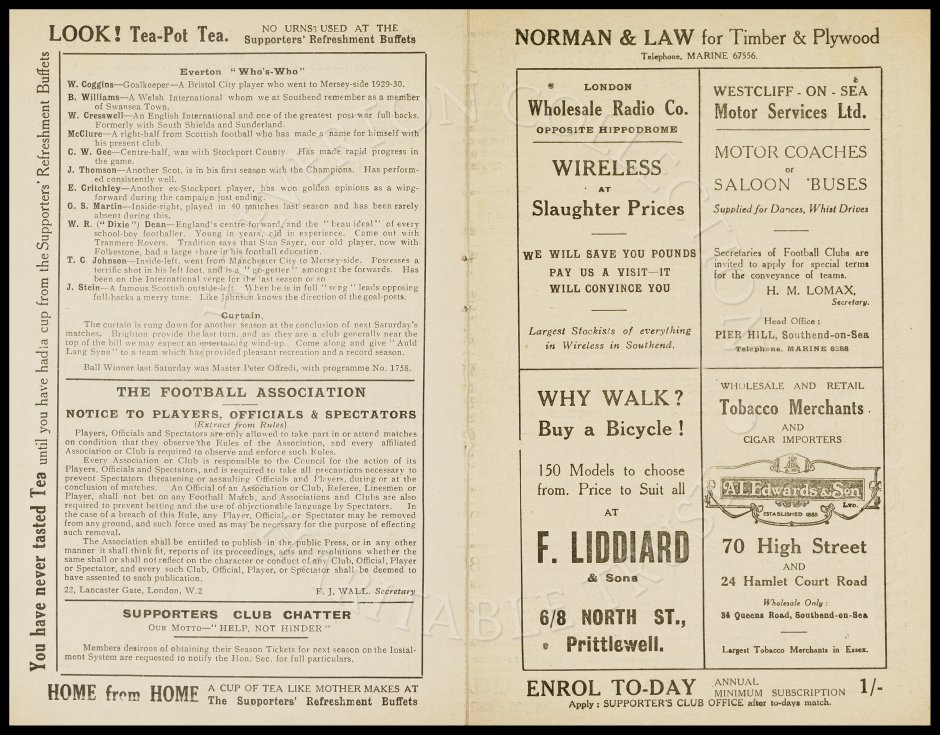 LOOK! Tea-Pot Tea. NO URNS USED AT THE
Supporters' Refreshment Buffets
You have never tasted Tea until you have had a cup from the Supporters' Refreshment Buffets
Everton "Who's-Who"
W. Coggins—Goalkeeper—A Bristol City player who went to Mersey-side 1929-30.
B. Williams—A Welsh International whom we at Southend remember as a member
of Swansea Town.
W. Cresswell—An English International and one of the greatest post war full-backs.
Formerly with South Shields and Sunderland.
McClure—A right-half from Scottish football who has made a name for himself with
his present club.
C. W. Gee—Centre-half, was with Stockport County. Has made rapid progress in
the game.
J. Thomson—Another Scot, is in his first season with the Champions. Has perform-
ed consistently well.
E. Critchley—Another ex-Stockport player, has won golden opinions as a wing-
forward during the campaign just ending.
G. S. Martin—Inside-right, played in 40 matches last season and has been rarely
absent during this.
W. R. ("Dixie") Dean—England's centre-forward, and the "beau ideal" of every
school-boy footballer. Young in years, old in experience. Came out with
Tranmere Rovers. Tradition says that Stan Sayer, our old player, now with
Folkestone, had a large share in his football education.
T. C Johnson—Inside-left, went from Manchester City to Mersey-side. Possesses a
terrific shot in his left foot, and is a "go-getter" amongst the forwards. Has
been on the International verge for the last season or so.
J. Stein—A famous Scottish outside-left. When he is in full "song" leads opposing
full-backs a merry tune. Like Johnson knows the direction of the goal-posts.
Curtain.
The curtain is rung down for another season at the conclusion of next Saturday's
matches. Brighton provide the last turn, and as they are a club generally near the
top of the bill we may expect an entertaining wind-up. Come along and give "Auld
Lang Syne" to a team which has provided pleasant recreation and a record season.
Ball Winner last Saturday was Master Peter Offredi, with programme No. 1758.
THE FOOTBALL ASSOCIATION
NOTICE TO PLAYERS, OFFICIALS & SPECTATORS
(Extract from Rules)
Players, Officials and Spectators are only allowed to take part in or attend matches
on condition that they observe the Rules of the Association, and every affiliated
Association or Club is required to observe and enforce such Rules.
Every Association or Club is responsible to the Council for the action of its
Players, Officials and Spectators, and is required to take all precautions necessary to
prevent Spectators threatening or assaulting Officials and Players, during or at the
conclusion of matches. An Official of an Association or Club, Referee, Linesmen or
Player, shall not bet on any Football Match, and Associations and Clubs are also
required to prevent betting and the use of objectionable language by Spectators. In
the case of a breach of this Rule, any Player, Official, or Spectator may be removed
from any ground, and such force used as may be necessary for the purpose of effecting
such removal.
The Association shall be entitled to publish in the public Press, or in any other
manner it shall think fit, reports of its proceedings, acts and resolutions whether the
same shall or shall not reflect on the character or conduct of any Club, Official, Player
or Spectator, and every such Club, Official, Player, or Spectator shall be deemed to
have assented to such publication.
22, Lancaster Gate, London, W.2 F. J. WALL. Secretary
SUPPORTERS CLUB CHATTER
OUR MOTTO—"HELP, NOT HINDER"
Members desirous of obtaining their Season Tickets for next season on the Instal-
ment System are requested to notify the Hon. Sec. for full particulars.
HOME from HOME A CUP OF TEA LIKE MOTHER MAKES AT
The Supporters' Refreshment Buffets
NORMAN & LAW for Timber & Plywood
Telephone, MARINE 67556.
LONDON
Wholesale Radio Co.
OPPOSITE HIPPODROME
WIRELESS
AT
Slaughter Prices
WE WILL SAVE YOU POUNDS
PAY US A VISIT—IT
WILL CONVINCE YOU
Largest Stockists of everything
in Wireless in Southend.
WESTCLIFF-ON-SEA
Motor Services Ltd.
MOTOR COACHES
or
SALOON 'BUSES
Supplied for Dances, Whist Drives
Secretaries of Football Clubs are
invited to apply for special terms
for the conveyance of teams.
H. M. LOMAX,
Secretary.
Head Office:
PIER HILL, Southend-on-Sea
Telephone, MARINE 6268
WHY WALK?
Buy a Bicycle!
150 Models to choose
from. Price to Suit all
AT
F. LIDDIARD
& Sons
6/8 NORTH ST.,
Prittlewell.
WHOLESALE AND RETAIL
Tobacco Merchants
AND
CIGAR IMPORTERS
A.L. Edwards & Son
LTD.
ESTABLISHED 1880
70 High Street
AND
24 Hamlet Court Road
Wholesale Only:
34 Queens Road, Southend-on-Sea
Largest Tobacco Merchants in Essex.
ENROL TO-DAY ANNUAL
MINIMUM SUBSCRIPTION 1/-
Apply: SUPPORTER'S CLUB OFFICE after to-days match.